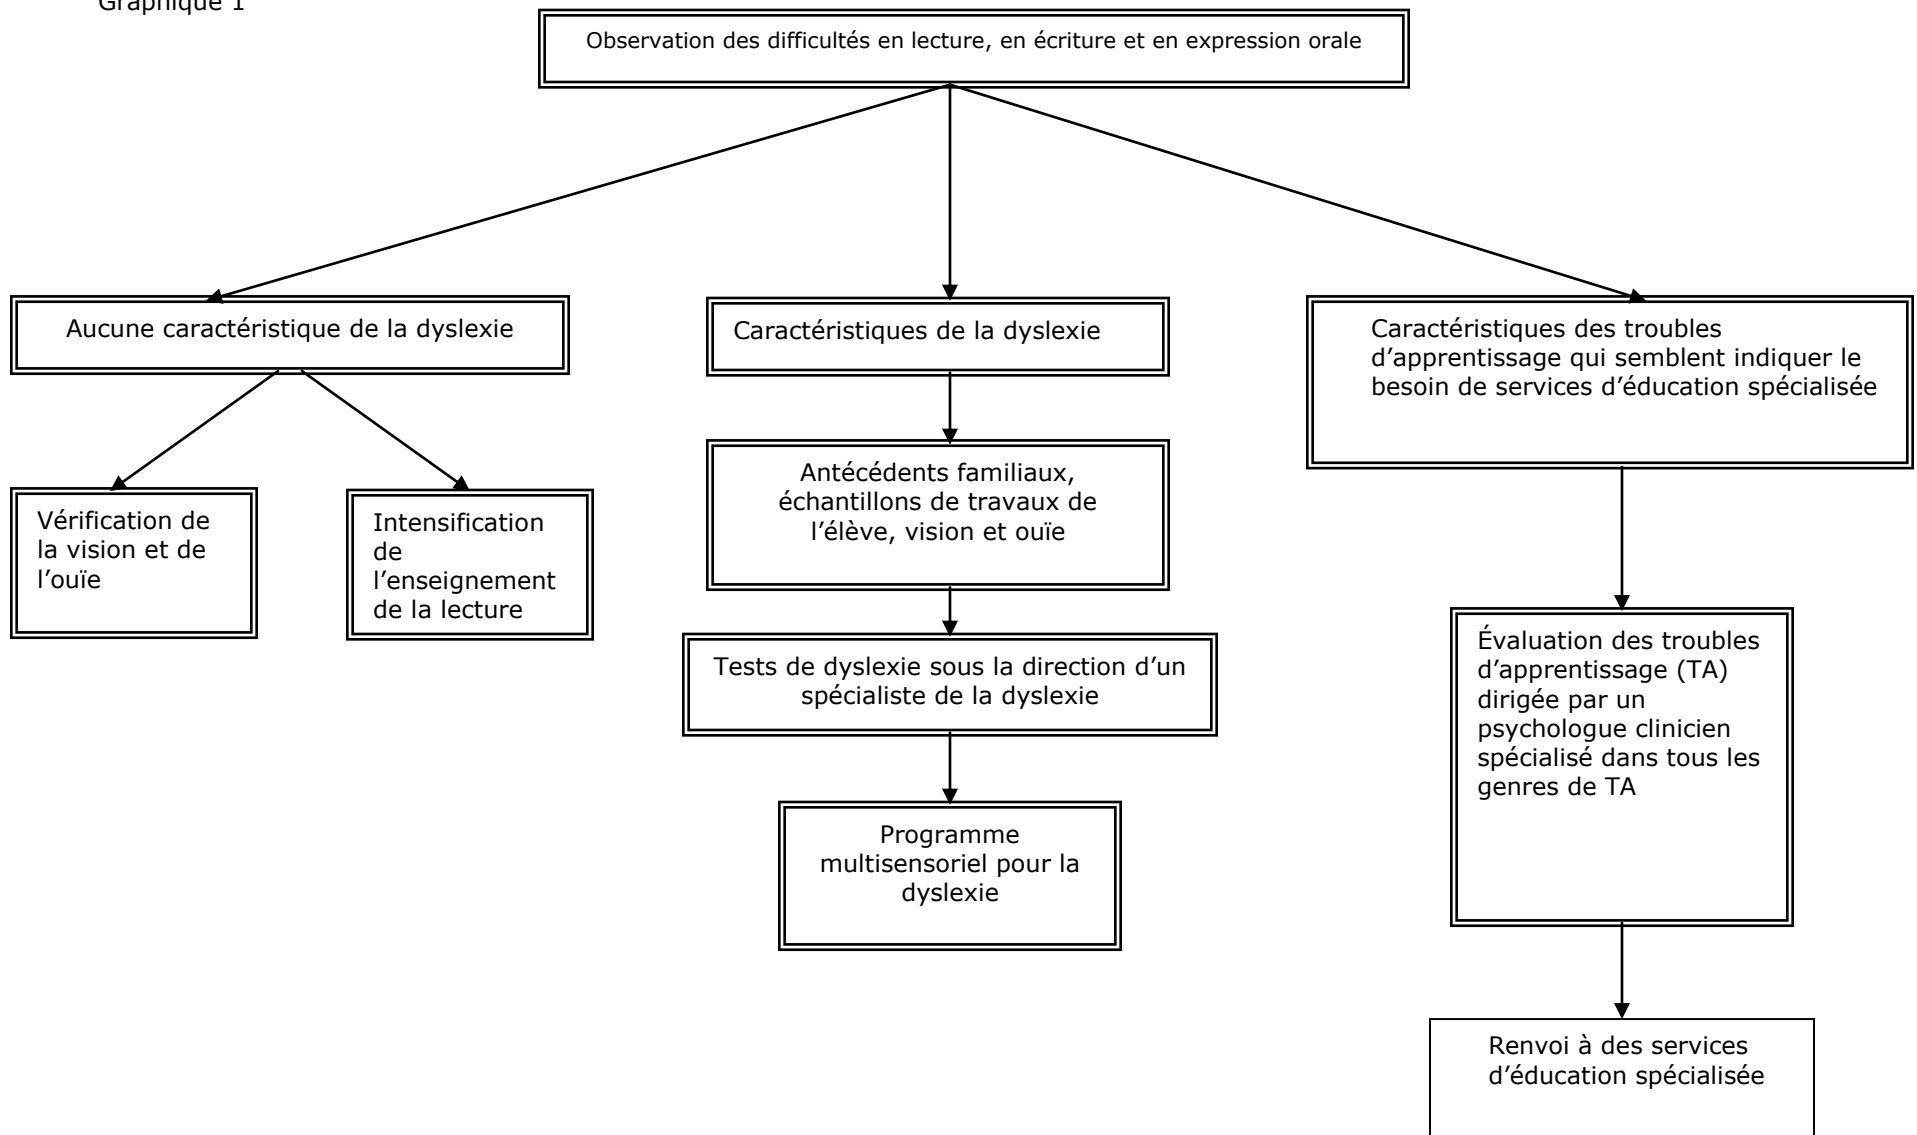 Graphique 1
Observation des difficultés en lecture, en écriture et en expression orale
Aucune caractéristique de la dyslexie
Caractéristiques de la dyslexie
Caractéristiques des troubles
d’apprentissage qui semblent indiquer le
besoin de services d’éducation spécialisée
Vérification de
la vision et de
l’ouïe
Intensification
de
l’enseignement
de la lecture
Antécédents familiaux,
échantillons de travaux de
l’élève, vision et ouïe
Tests de dyslexie sous la direction d’un
spécialiste de la dyslexie
Programme
multisensoriel pour la
dyslexie
Évaluation des troubles
d’apprentissage (TA)
dirigée par un
psychologue clinicien
spécialisé dans tous les
genres de TA
Renvoi à des services
d’éducation spécialisée